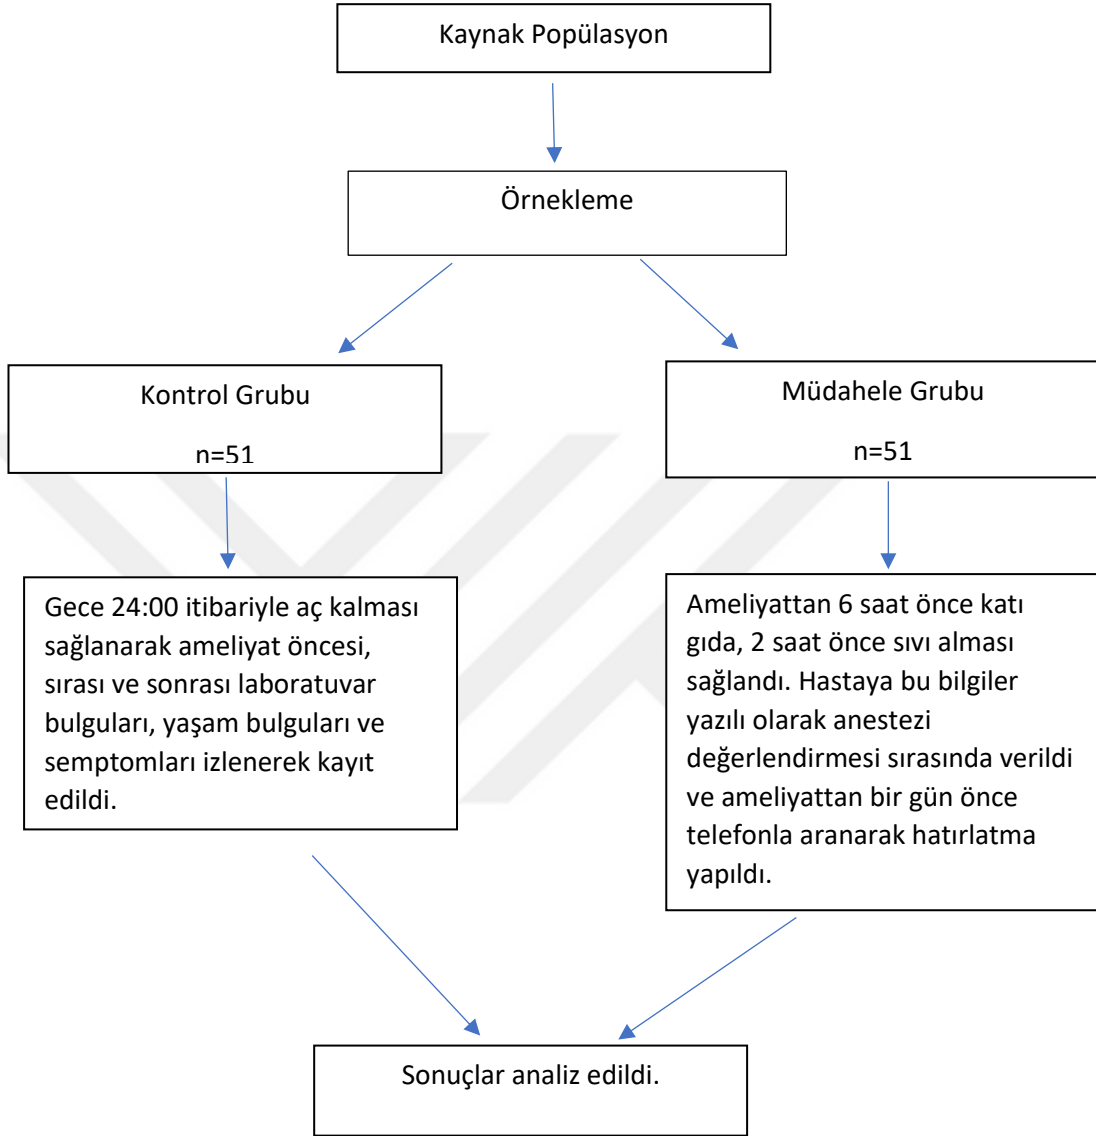 Kaynak Popülasyon
Örnekleme
Kontrol Grubu
n=51
Müdahele Grubu
n=51
Gece 24:00 itibariyle aç kalması
sağlanarak ameliyat öncesi,
sırası ve sonrası laboratuvar
bulguları, yaşam bulguları ve
semptomları izlenerek kayıt
edildi.
Ameliyattan 6 saat önce katı
gıda, 2 saat önce sıvı alması
sağlandı. Hastaya bu bilgiler
yazılı olarak anestezi
değerlendirmesi sırasında verildi
ve ameliyattan bir gün önce
telefonla aranarak hatırlatma
yapıldı.
Sonuçlar analiz edildi.